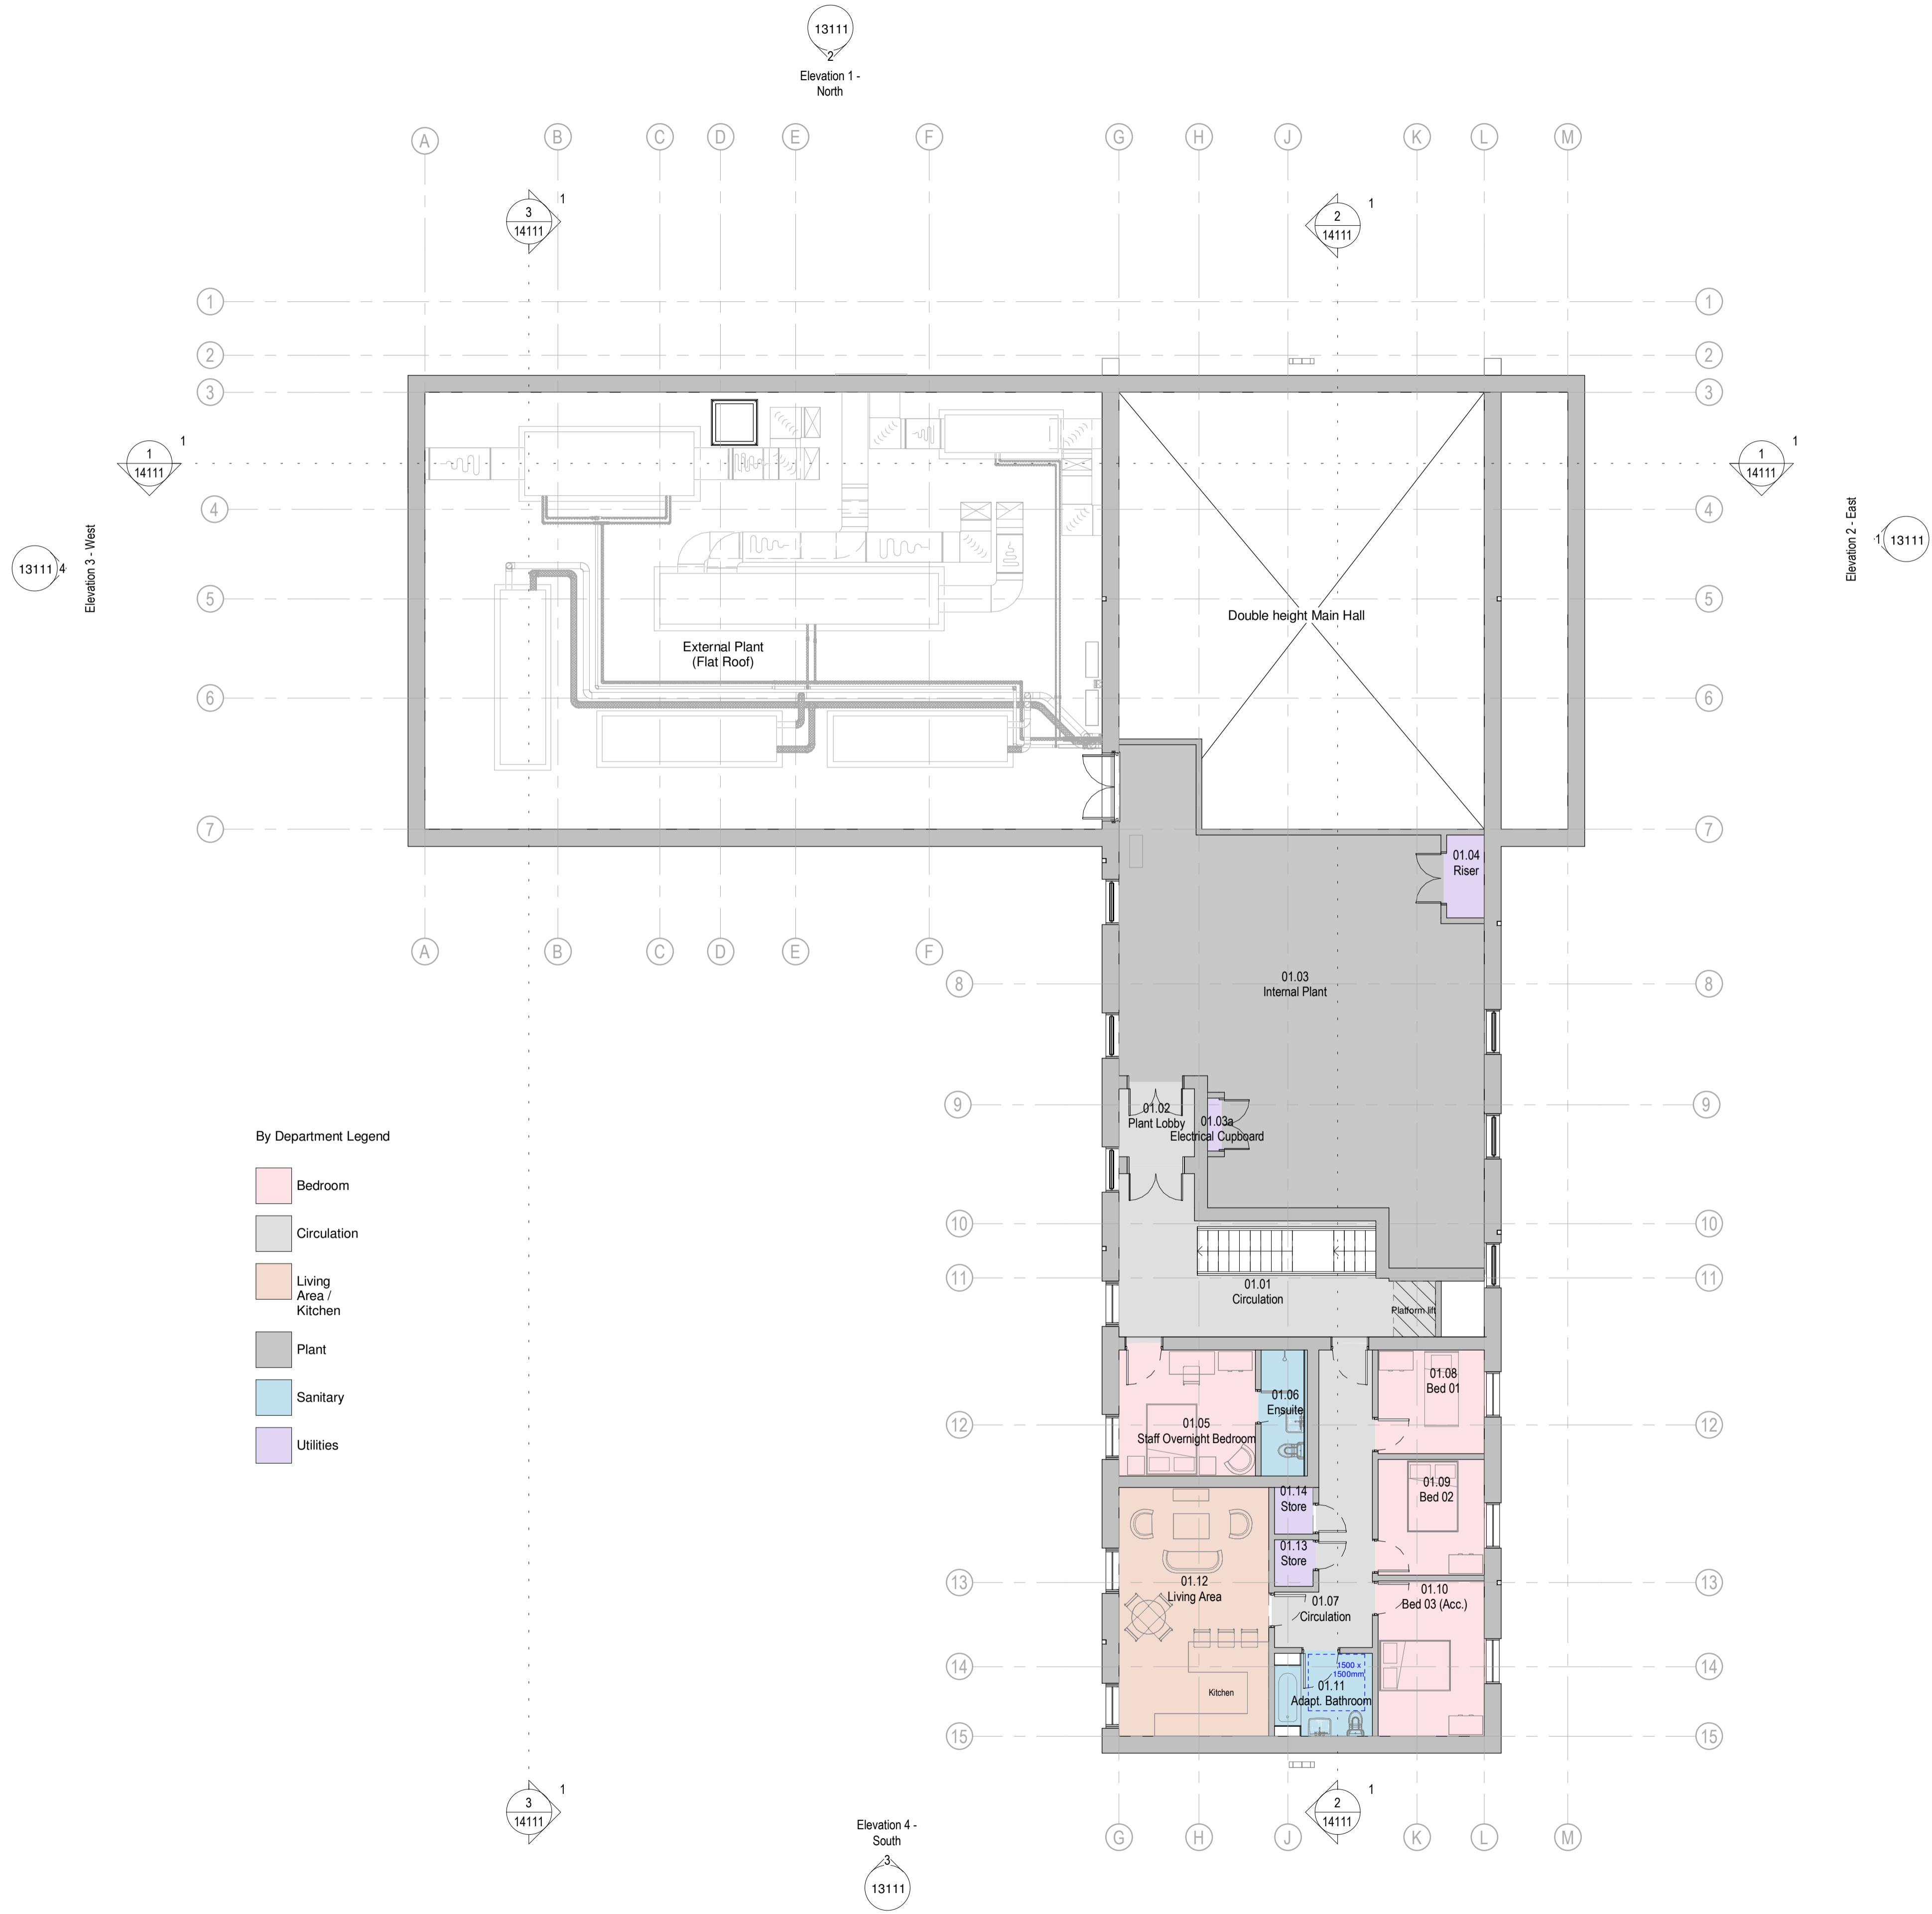 13111
2
Elevation 1 -
North
A
B
C
D
E
F
G
H
J
K
L
M
3
14111
1
2
14111
1
1
1
2
2
3
3
1
14111
1
1
14111
1
4
4
Elevation 3 - West
13111
4
Elevation 2 - East
1
13111
5
5
Double height Main Hall
External Plant
(Flat Roof)
6
6
7
7
01.04
Riser
A
B
C
D
E
F
8
01.03
Internal Plant
8
9
01.02
Plant Lobby
01.03a
Electrical Cupboard
9
By Department Legend
Bedroom
Circulation
Living
Area /
Kitchen
Plant
Sanitary
Utilities
10
10
11
11
01.01
Circulation
Platform lift
01.08
Bed 01
01.06
Ensuite
12
12
01.05
Staff Overnight Bedroom
01.09
Bed 02
01.14
Store
01.13
Store
13
13
01.12
Living Area
01.10
Bed 03 (Acc.)
01.07
Circulation
14
14
1500 x
1500mm
01.11
Adapt. Bathroom
Kitchen
15
15
3
14111
1
2
14111
1
G
H
J
K
L
M
Elevation 4 -
South
3
13111